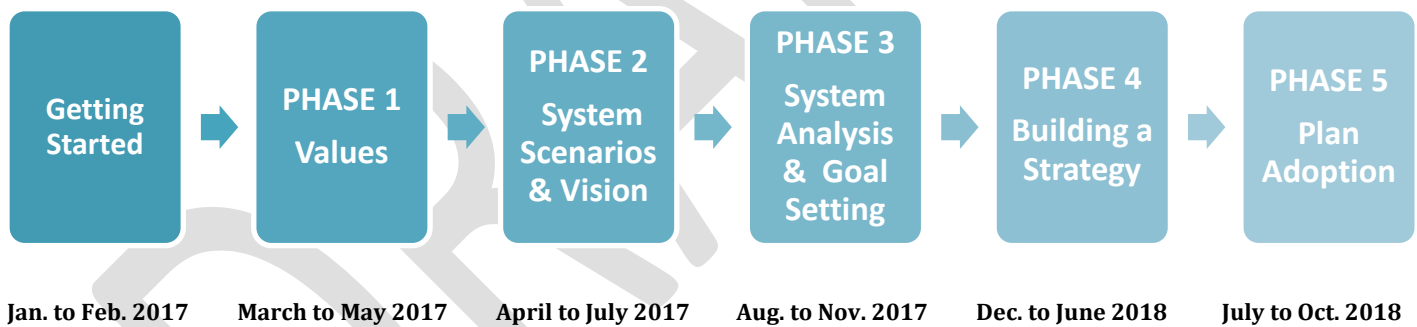 Getting
Started
PHASE 1
Values
PHASE 2
System
Scenarios
& Vision
PHASE 3
System
Analysis
& Goal
Setting
PHASE 4
Building a
Strategy
PHASE 5
Plan
Adoption
Jan. to Feb. 2017
March to May 2017
April to July 2017
Aug. to Nov. 2017
Dec. to June 2018
July to Oct. 2018